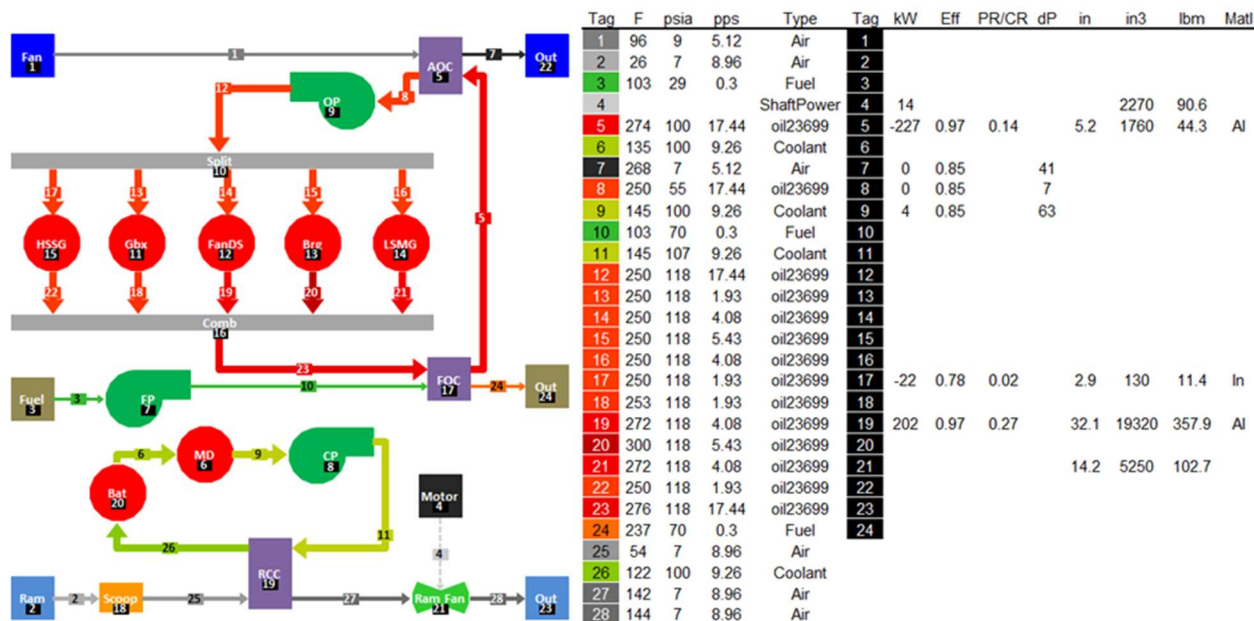 Fan
1
1
AOC
5
7
Out
22
12
OP
9
8
Split
10
17 13 14 15 16
HSSG
15
Gbx
11
FanDS
12
Brg
13
LSMG
14
5
22 18 19 20 21
Comb
16
23
Fuel
3
3
FP
7
10
FOC
17
24
Out
24
6
MD
6
9
CP
8
Bat
20
Motor
4
11
26
4
RCC
19
Ram
2
2
Scoop
18
25
27
Ram Fan
21
28
Out
23
Tag F psia pps Type Tag kW Eff PR/CR dP in in3 lbm Matl
1 96 9 5.12 Air 1
2 26 7 8.96 Air 2
3 103 29 0.3 Fuel 3
4 ShaftPower 4 14 2270 90.6
5 274 100 17.44 oil23699 5 -227 0.97 0.14 5.2 1760 44.3 Al
6 135 100 9.26 Coolant 6
7 268 7 5.12 Air 7 0 0.85 41
8 250 55 17.44 oil23699 8 0 0.85 7
9 145 100 9.26 Coolant 9 4 0.85 63
10 103 70 0.3 Fuel 10
11 145 107 9.26 Coolant 11
12 250 118 17.44 oil23699 12
13 250 118 1.93 oil23699 13
14 250 118 4.08 oil23699 14
15 250 118 5.43 oil23699 15
16 250 118 4.08 oil23699 16
17 250 118 1.93 oil23699 17 -22 0.78 0.02 2.9 130 11.4 In
18 253 118 1.93 oil23699 18
19 272 118 4.08 oil23699 19 202 0.97 0.27 32.1 19320 357.9 Al
20 300 118 5.43 oil23699 20
21 272 118 4.08 oil23699 21 14.2 5250 102.7
22 250 118 1.93 oil23699 22
23 276 118 17.44 oil23699 23
24 237 70 0.3 Fuel 24
25 54 7 8.96 Air
26 122 100 9.26 Coolant
27 142 7 8.96 Air
28 144 7 8.96 Air